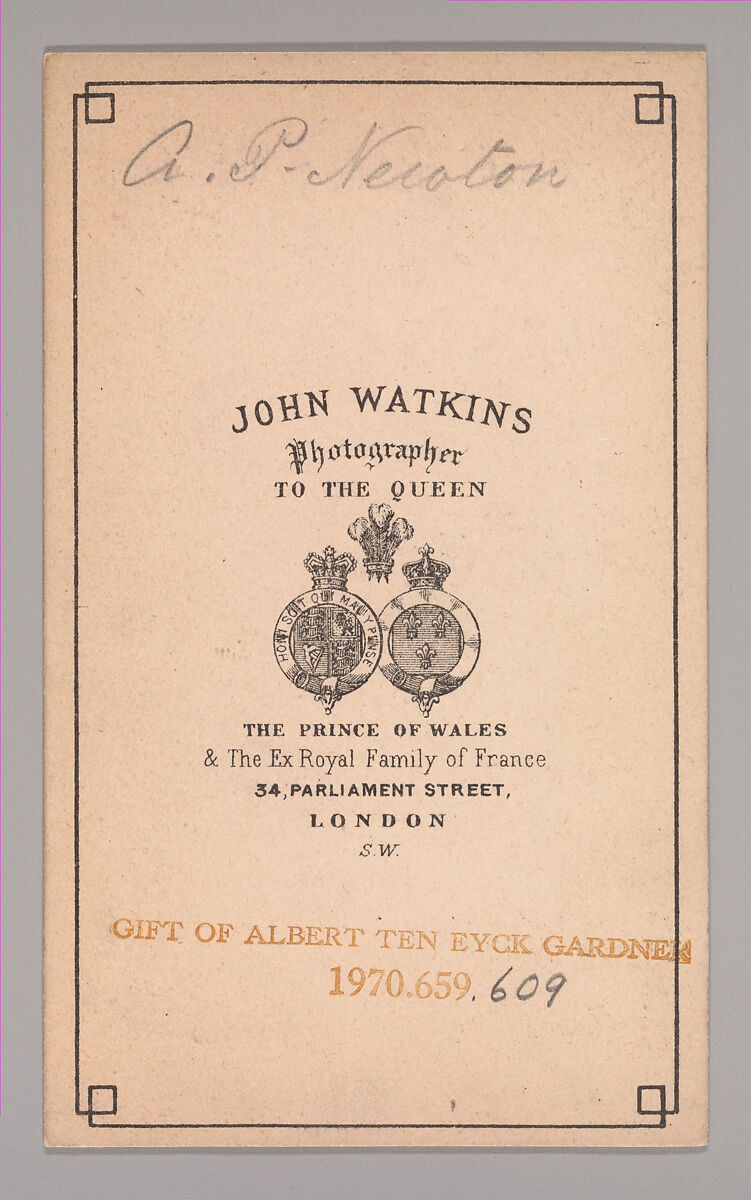 A. P. Newton
JOHN WATKINS
Photographer
TO THE QUEEN
HONI SOIT QUI MAL Y PENSE
THE PRINCE OF WALES
& The Ex Royal Family of France
34, PARLIAMENT STREET,
LONDON
S.W.
GIFT OF ALBERT TEN EYCK GARDNER
1970.659.609